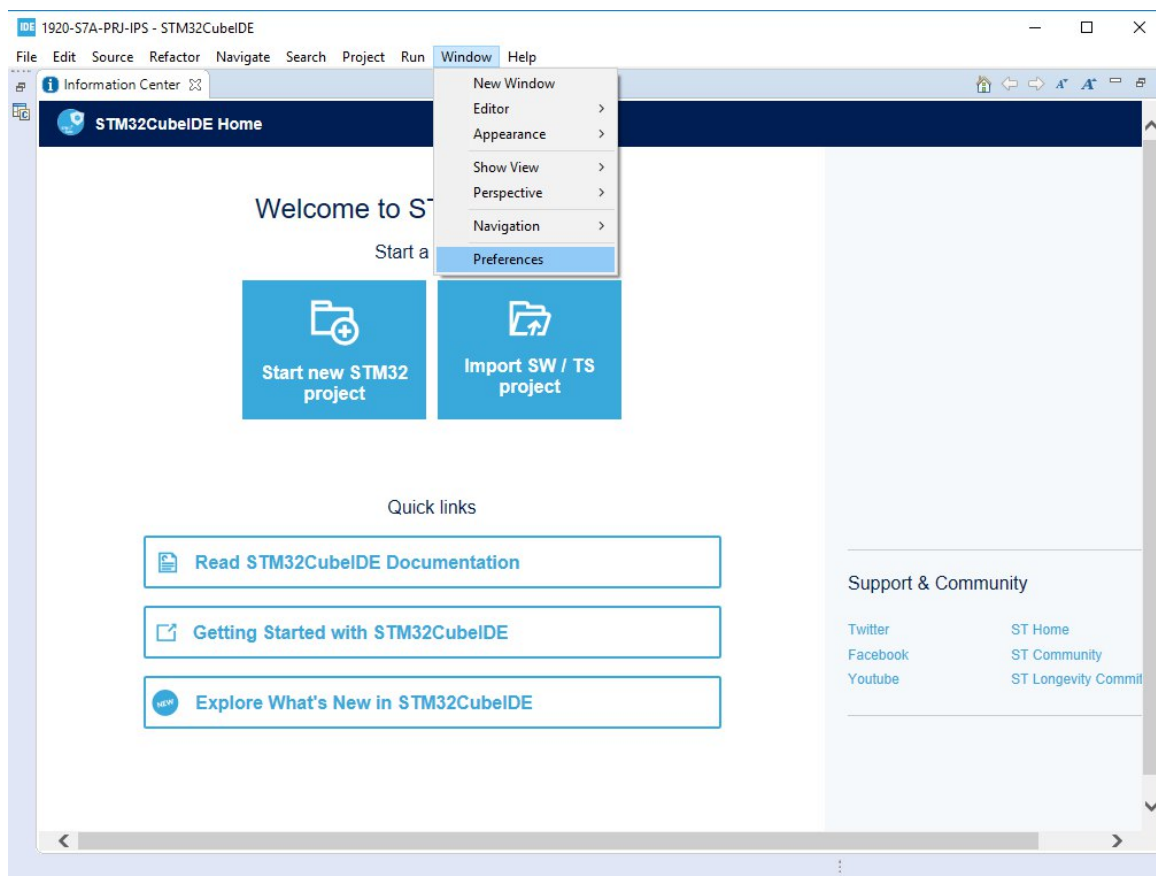 IDE 1920-S7A-PRJ-IPS - STM32CubeIDE
File Edit Source Refactor Navigate Search Project Run Window Help
Information Center
New Window
Editor
Appearance
Show View
Perspective
Navigation
Preferences
STM32CubeIDE Home
Welcome to ST
Start a
Start new STM32
project
Import SW / TS
project
Quick links
Read STM32CubeIDE Documentation
Getting Started with STM32CubeIDE
NEW Explore What's New in STM32CubeIDE
Support & Community
Twitter ST Home
Facebook ST Community
Youtube ST Longevity Commit